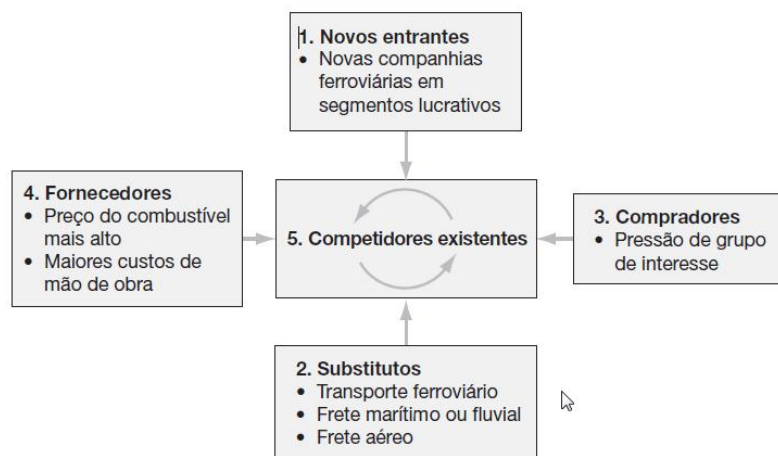 1. Novos entrantes
• Novas companhias
ferroviárias em
segmentos lucrativos
4. Fornecedores
• Preço do combustível
mais alto
• Maiores custos de
mão de obra
5. Competidores existentes
3. Compradores
• Pressão de grupo
de interesse
2. Substitutos
• Transporte ferroviário
• Frete marítimo ou fluvial
• Frete aéreo